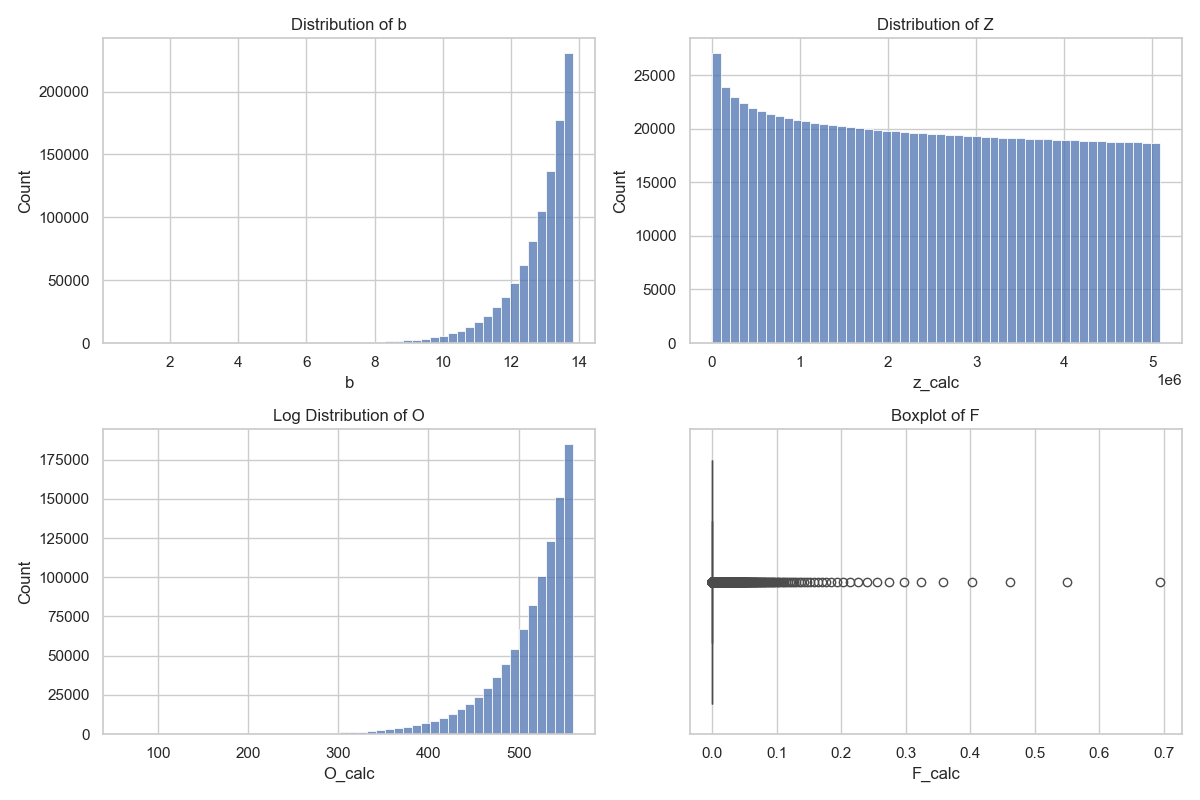 Distribution of b
Count
200000
150000
100000
50000
0
2 4 6 8 10 12 14
b
Distribution of Z
Count
25000
20000
15000
10000
5000
0
0 1 2 3 4 5
1e6
z_calc
Log Distribution of O
Count
175000
150000
125000
100000
75000
50000
25000
0
100 200 300 400 500
O_calc
Boxplot of F
0.0 0.1 0.2 0.3 0.4 0.5 0.6 0.7
F_calc